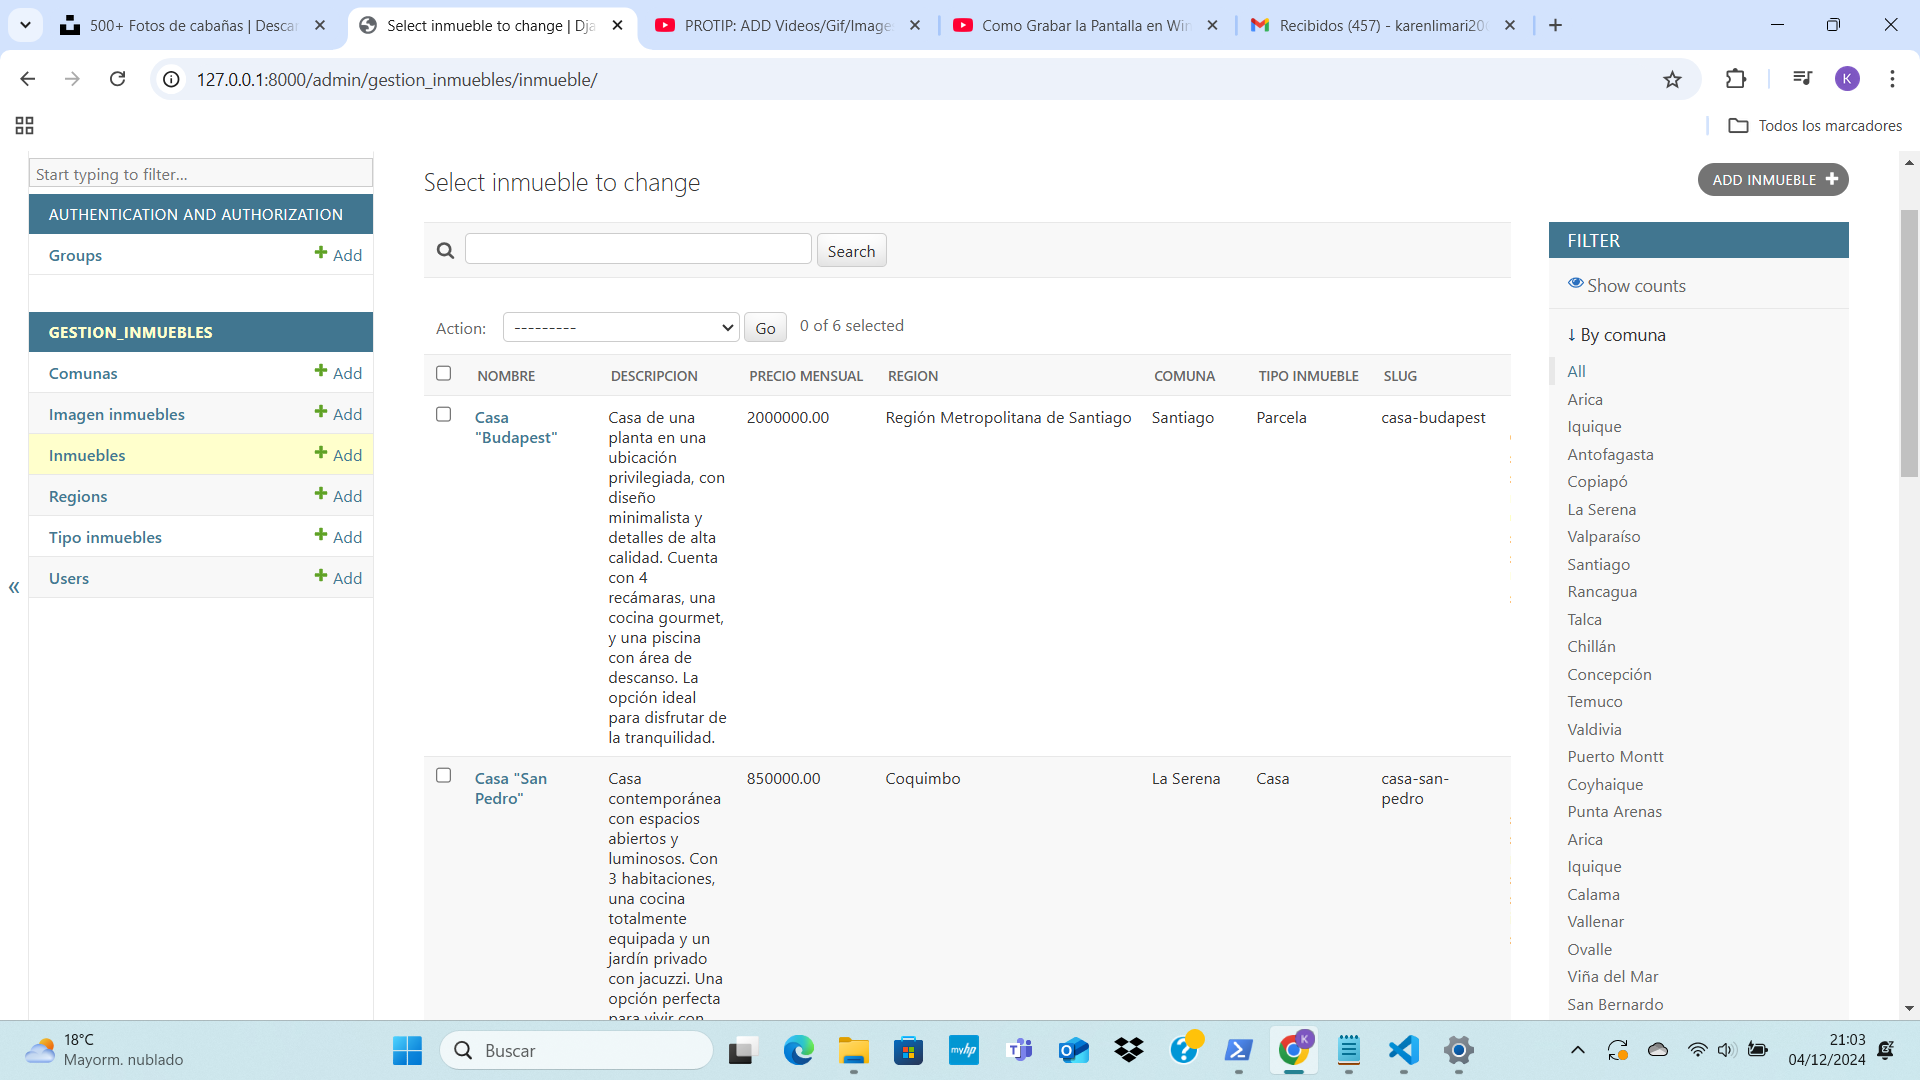 500+ Fotos de cabañas | Descar
Select inmueble to change | Dja
PROTIP: ADD Videos/Gif/Image
Como Grabar la Pantalla en Win
Recibidos (457) - karenlimari20
127.0.0.1:8000/admin/gestion_inmuebles/inmueble/
K
Todos los marcadores
Start typing to filter...
AUTHENTICATION AND AUTHORIZATION
Groups
Add
GESTION_INMUEBLES
Comunas
Add
Imagen inmuebles
Add
Inmuebles
Add
Regions
Add
Tipo inmuebles
Add
Users
Add
«
Select inmueble to change
ADD INMUEBLE +
Search
Action:
---------
Go
0 of 6 selected
NOMBRE DESCRIPCION PRECIO MENSUAL REGION COMUNA TIPO INMUEBLE SLUG
Casa
"Budapest"
Casa de una
planta en una
ubicación
privilegiada, con
diseño
minimalista y
detalles de alta
calidad. Cuenta
con 4
recámaras, una
cocina gourmet,
y una piscina
con área de
descanso. La
opción ideal
para disfrutar de
la tranquilidad.
2000000.00
Región Metropolitana de Santiago
Santiago
Parcela
casa-budapest
Casa "San
Pedro"
Casa
contemporánea
con espacios
abiertos y
luminosos. Con
3 habitaciones,
una cocina
totalmente
equipada y un
jardín privado
con jacuzzi. Una
opción perfecta
para vivir con
850000.00
Coquimbo
La Serena
Casa
casa-san-
pedro
FILTER
Show counts
↓ By comuna
All
Arica
Iquique
Antofagasta
Copiapó
La Serena
Valparaíso
Santiago
Rancagua
Talca
Chillán
Concepción
Temuco
Valdivia
Puerto Montt
Coyhaique
Punta Arenas
Arica
Iquique
Calama
Vallenar
Ovalle
Viña del Mar
San Bernardo
18°C
Mayorm. nublado
Buscar
myhp
K
21:03
04/12/2024